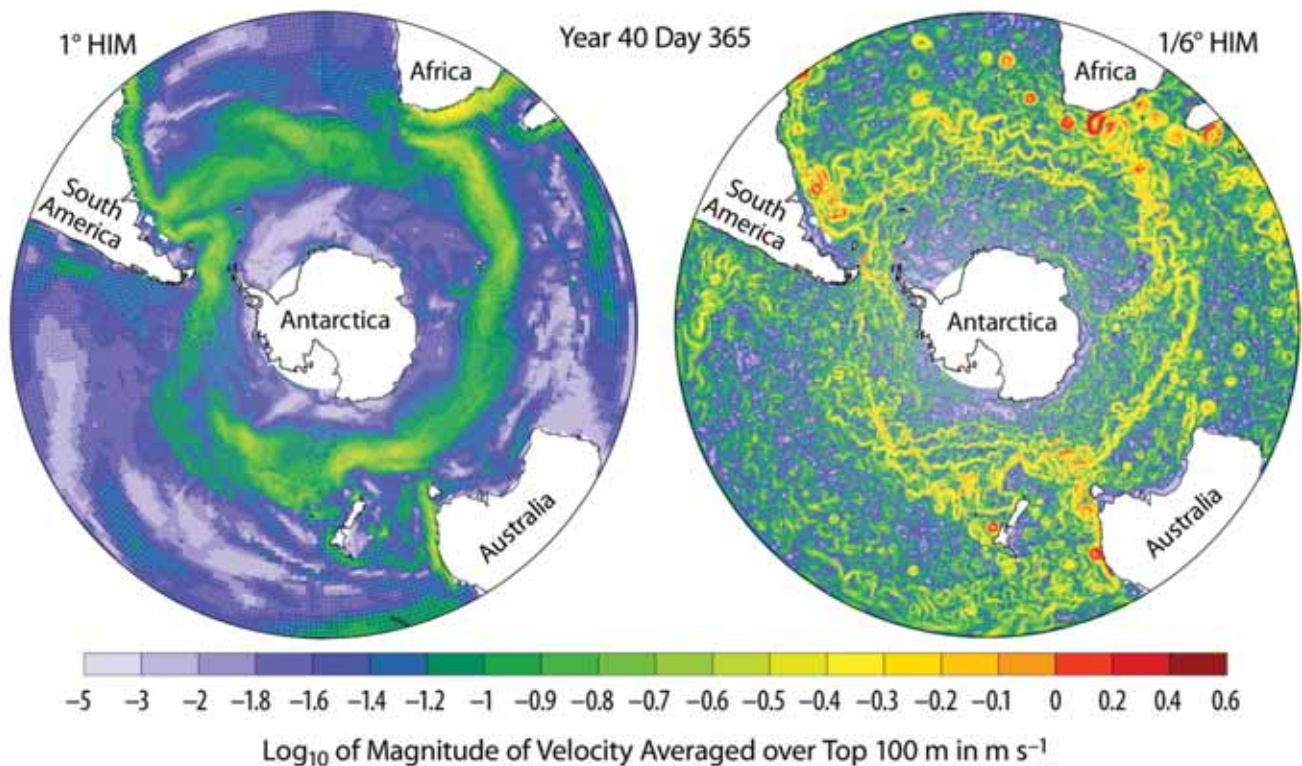 1° HIM
Year 40 Day 365
1/6° HIM
Africa
South
America
Antarctica
Australia
Africa
South
America
Antarctica
Australia
−5 −3 −2 −1.8 −1.6 −1.4 −1.2 −1 −0.9 −0.8 −0.7 −0.6 −0.5 −0.4 −0.3 −0.2 −0.1 0 0.2 0.4 0.6
Log₁₀ of Magnitude of Velocity Averaged over Top 100 m in m s⁻¹